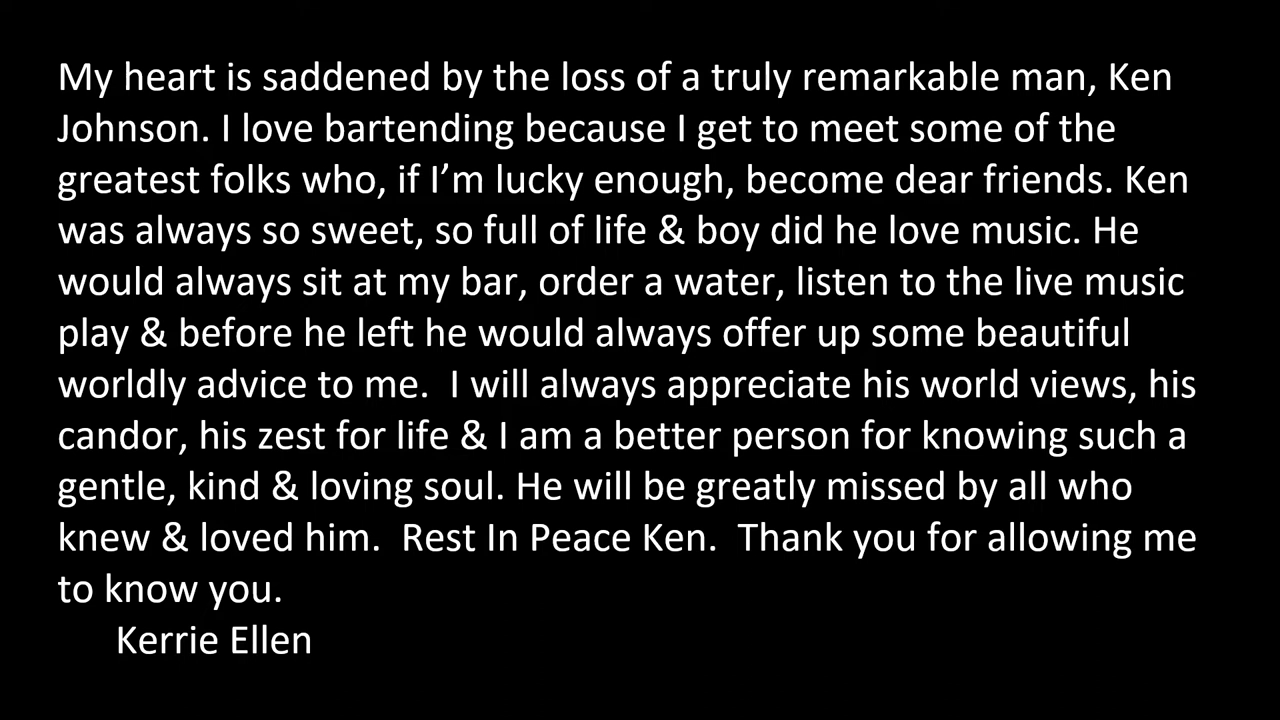 My heart is saddened by the loss of a truly remarkable man, Ken
Johnson. I love bartending because I get to meet some of the
greatest folks who, if I’m lucky enough, become dear friends. Ken
was always so sweet, so full of life & boy did he love music. He
would always sit at my bar, order a water, listen to the live music
play & before he left he would always offer up some beautiful
worldly advice to me.  I will always appreciate his world views, his
candor, his zest for life & I am a better person for knowing such a
gentle, kind & loving soul. He will be greatly missed by all who
knew & loved him.  Rest In Peace Ken.  Thank you for allowing me
to know you.
Kerrie Ellen